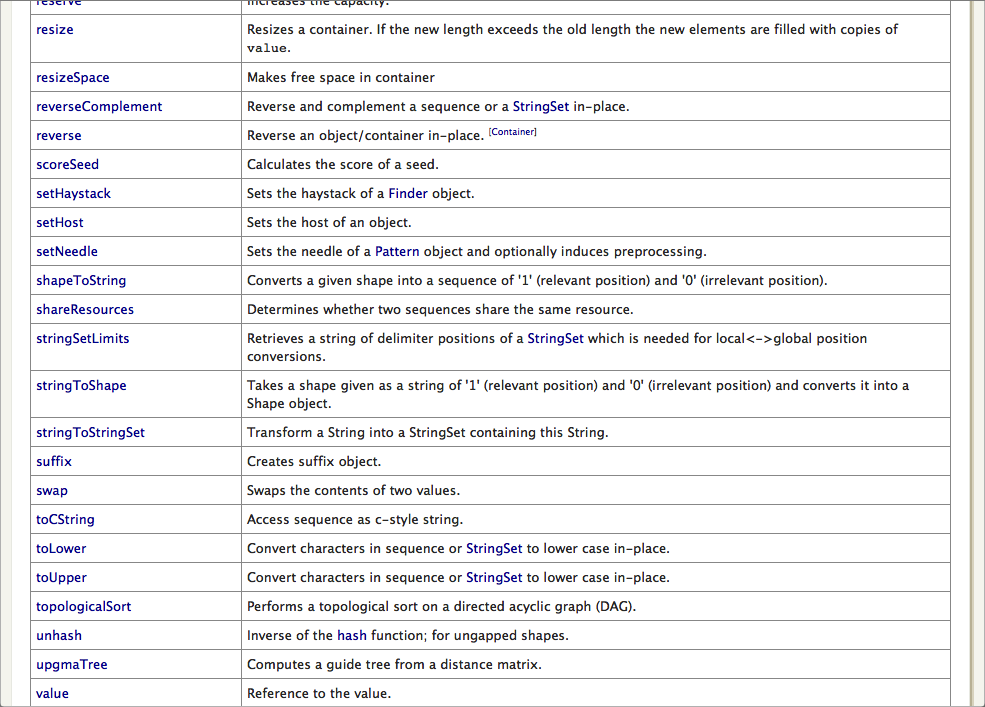 reserve Increases the capacity.
resize Resizes a container. If the new length exceeds the old length the new elements are filled with copies of
value.
resizeSpace Makes free space in container
reverseComplement Reverse and complement a sequence or a StringSet in-place.
reverse Reverse an object/container in-place. [Container]
scoreSeed Calculates the score of a seed.
setHaystack Sets the haystack of a Finder object.
setHost Sets the host of an object.
setNeedle Sets the needle of a Pattern object and optionally induces preprocessing.
shapeToString Converts a given shape into a sequence of '1' (relevant position) and '0' (irrelevant position).
shareResources Determines whether two sequences share the same resource.
stringSetLimits Retrieves a string of delimiter positions of a StringSet which is needed for local<->global position
conversions.
stringToShape Takes a shape given as a string of '1' (relevant position) and '0' (irrelevant position) and converts it into a
Shape object.
stringToStringSet Transform a String into a StringSet containing this String.
suffix Creates suffix object.
swap Swaps the contents of two values.
toCString Access sequence as c-style string.
toLower Convert characters in sequence or StringSet to lower case in-place.
toUpper Convert characters in sequence or StringSet to lower case in-place.
topologicalSort Performs a topological sort on a directed acyclic graph (DAG).
unhash Inverse of the hash function; for ungapped shapes.
upgmaTree Computes a guide tree from a distance matrix.
value Reference to the value.